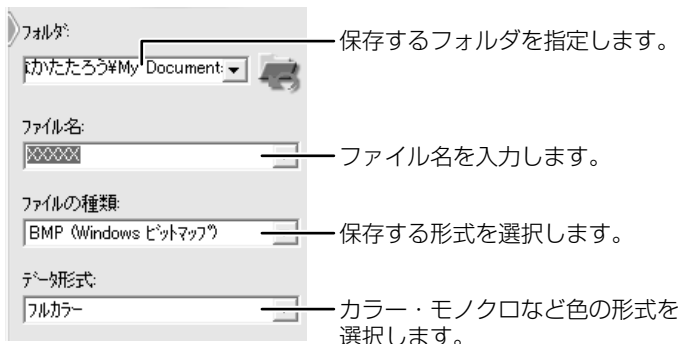 フォルダ:
かたたろう¥My Document
保存するフォルダを指定します。
ファイル名:
XXXXX
ファイル名を入力します。
ファイルの種類:
BMP (Windows ビットマップ)
保存する形式を選択します。
データ形式:
フルカラー
カラー・モノクロなど色の形式を
選択します。